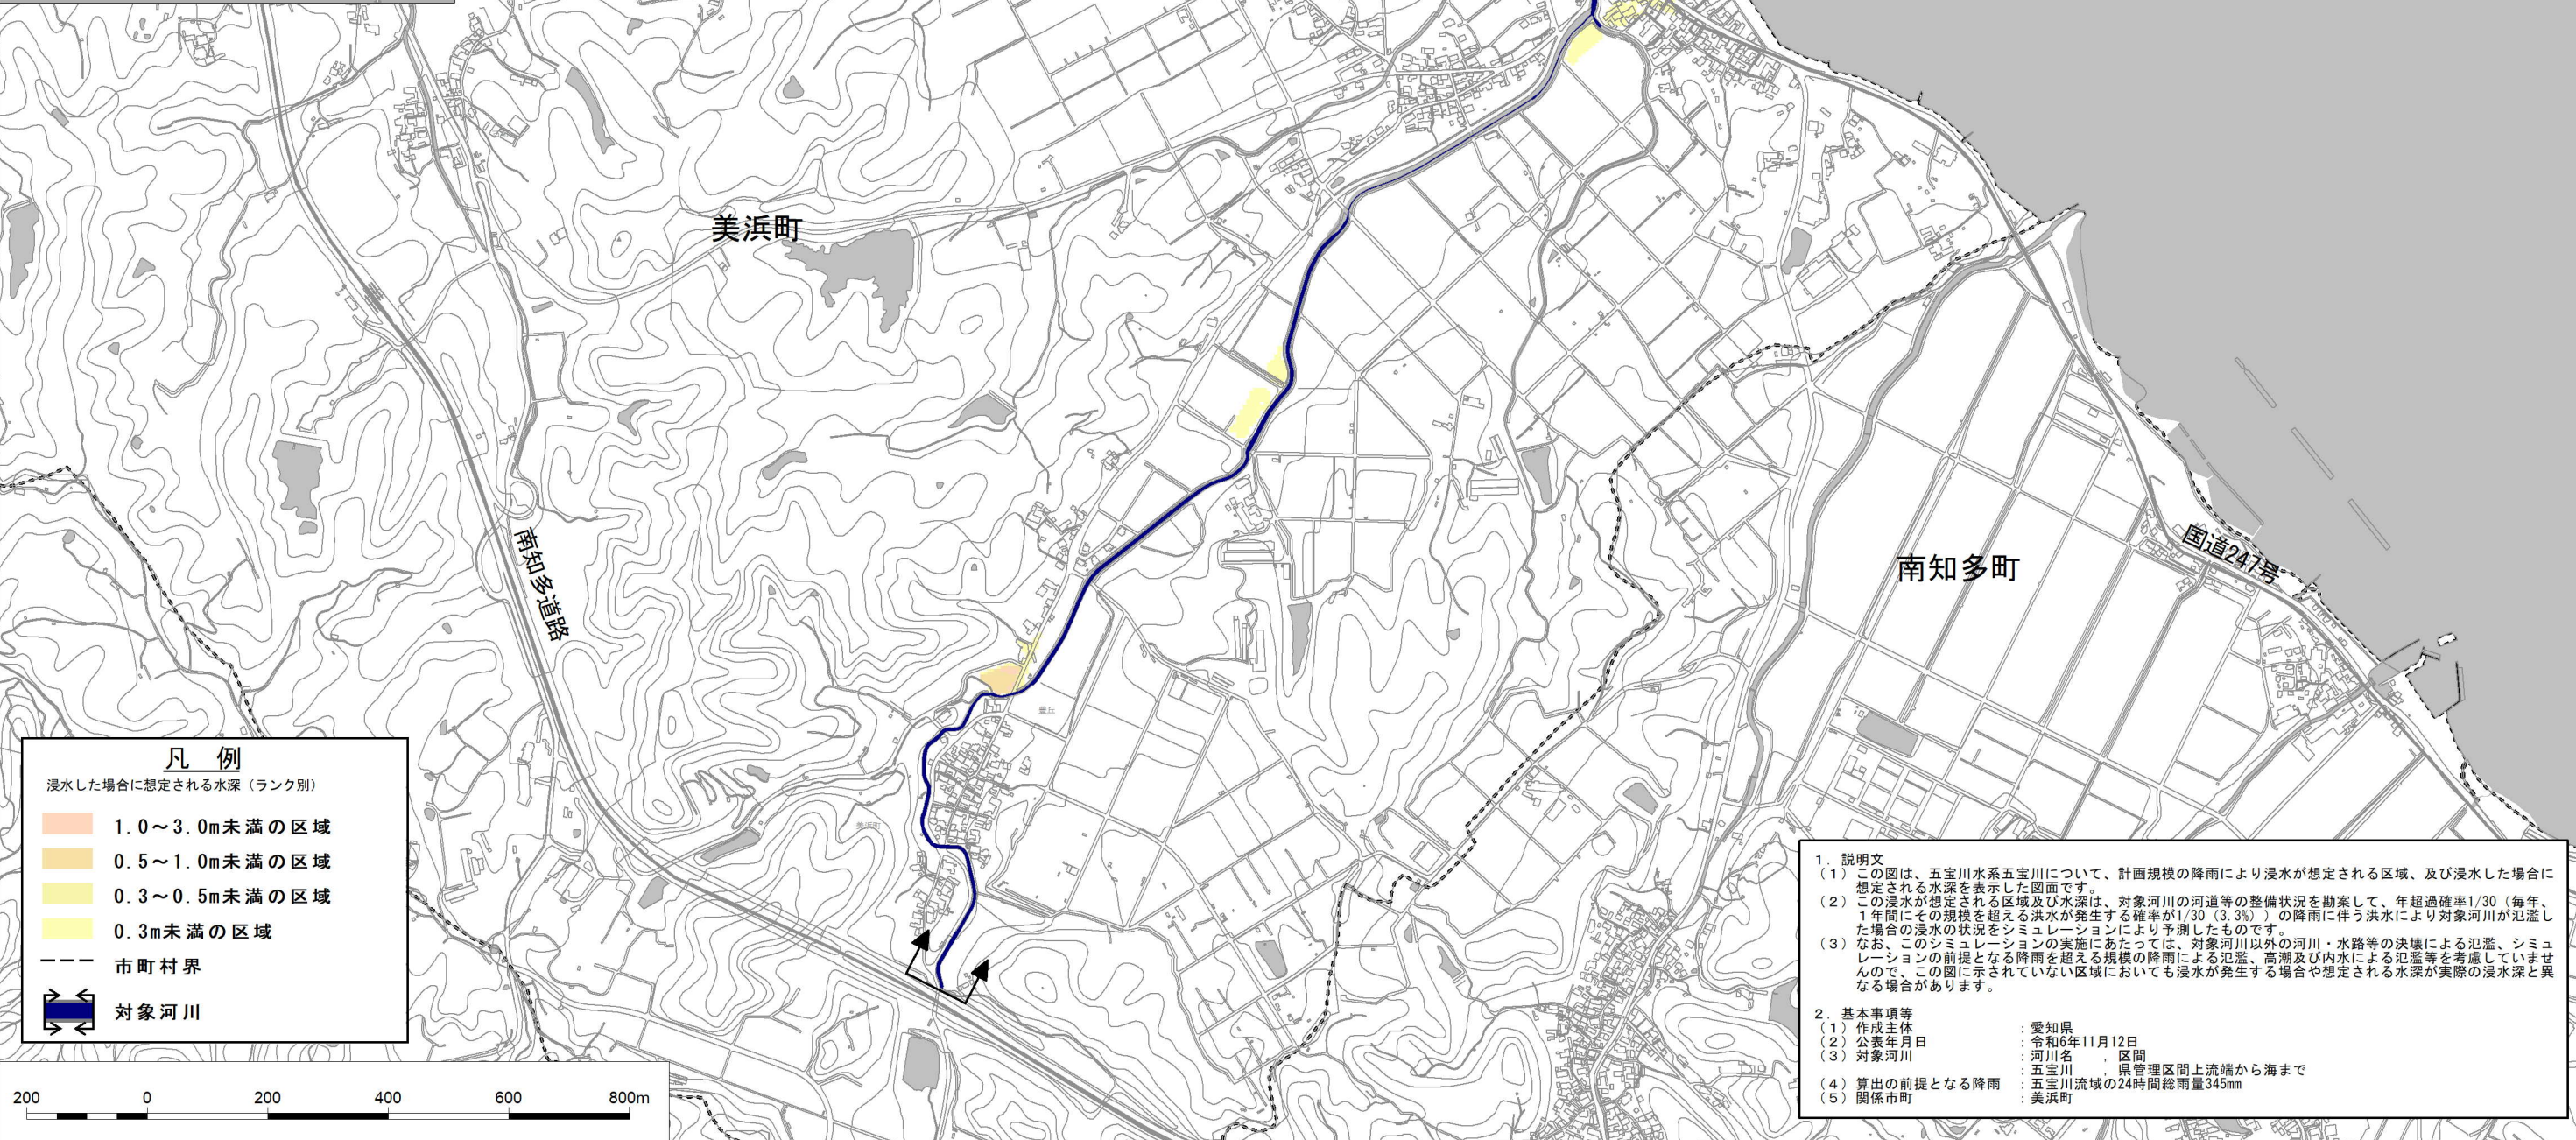 美浜町
南知多道路
南知多町
国道247号
豊丘
美浜町
凡 例
浸水した場合に想定される水深（ランク別）
1.0～3.0m未満の区域
0.5～1.0m未満の区域
0.3～0.5m未満の区域
0.3m未満の区域
市町村界
対象河川
200 0 200 400 600 800m
1. 説明文
（1）この図は、五宝川水系五宝川について、計画規模の降雨により浸水が想定される区域、及び浸水した場合に
想定される水深を表示した図面です。
（2）この浸水が想定される区域及び水深は、対象河川の河道等の整備状況を勘案して、年超過確率1/30（毎年、
1年間にその規模を超える洪水が発生する確率が1/30（3.3%））の降雨に伴う洪水により対象河川が氾濫し
た場合の浸水の状況をシミュレーションにより予測したものです。
（3）なお、このシミュレーションの実施にあたっては、対象河川以外の河川・水路等の決壊による氾濫、シミュ
レーションの前提となる降雨を超える規模の降雨による氾濫、高潮及び内水による氾濫等を考慮していませ
んので、この図に示されていない区域においても浸水が発生する場合や想定される水深が実際の浸水深と異
なる場合があります。
2. 基本事項等
（1）作成主体 : 愛知県
（2）公表年月日 : 令和6年11月12日
（3）対象河川 : 河川名 , 区間
: 五宝川 , 県管理区間上流端から海まで
（4）算出の前提となる降雨 : 五宝川流域の24時間総雨量345mm
（5）関係市町 : 美浜町